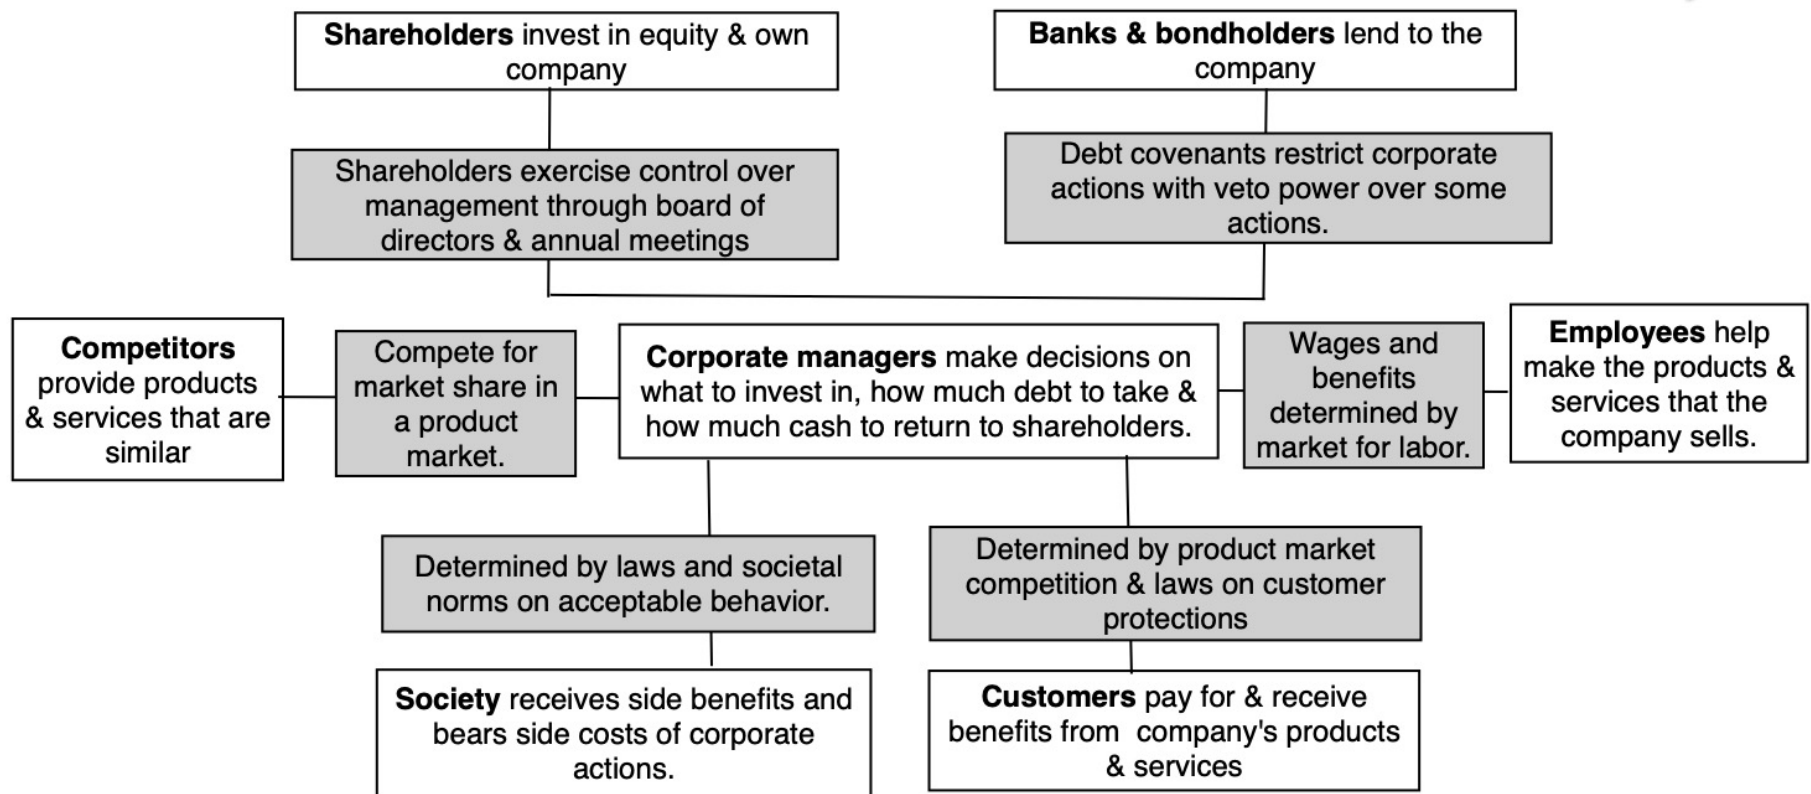 Shareholders invest in equity & own
company
Banks & bondholders lend to the
company
Shareholders exercise control over
management through board of
directors & annual meetings
Debt covenants restrict corporate
actions with veto power over some
actions.
Competitors
provide products
& services that are
similar
Compete for
market share in
a product
market.
Corporate managers make decisions on
what to invest in, how much debt to take &
how much cash to return to shareholders.
Wages and
benefits
determined by
market for labor.
Employees help
make the products &
services that the
company sells.
Determined by laws and societal
norms on acceptable behavior.
Determined by product market
competition & laws on customer
protections
Society receives side benefits and
bears side costs of corporate
actions.
Customers pay for & receive
benefits from  company's products
& services